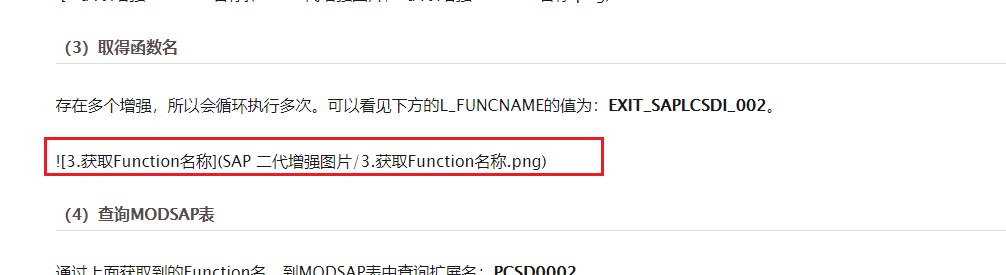 （3）取得函数名
存在多个增强，所以会循环执行多次。可以看见下方的L_FUNCNAME的值为：EXIT_SAPLCSDI_002。
![3.获取Function名称](SAP 二代增强图片/3.获取Function名称.png)
（4）查询MODSAP表
通过上面获取到的Function名，到MODSAP表中查询扩展名：PCSD0002